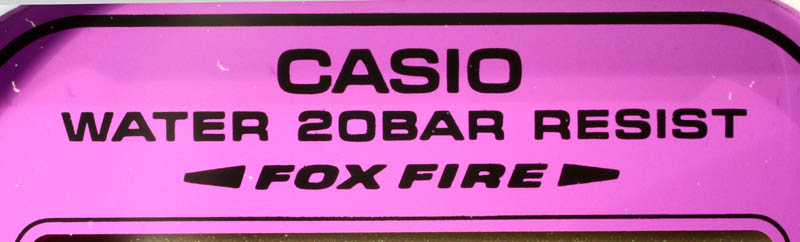 CASIO
WATER 20BAR RESIST
FOX FIRE